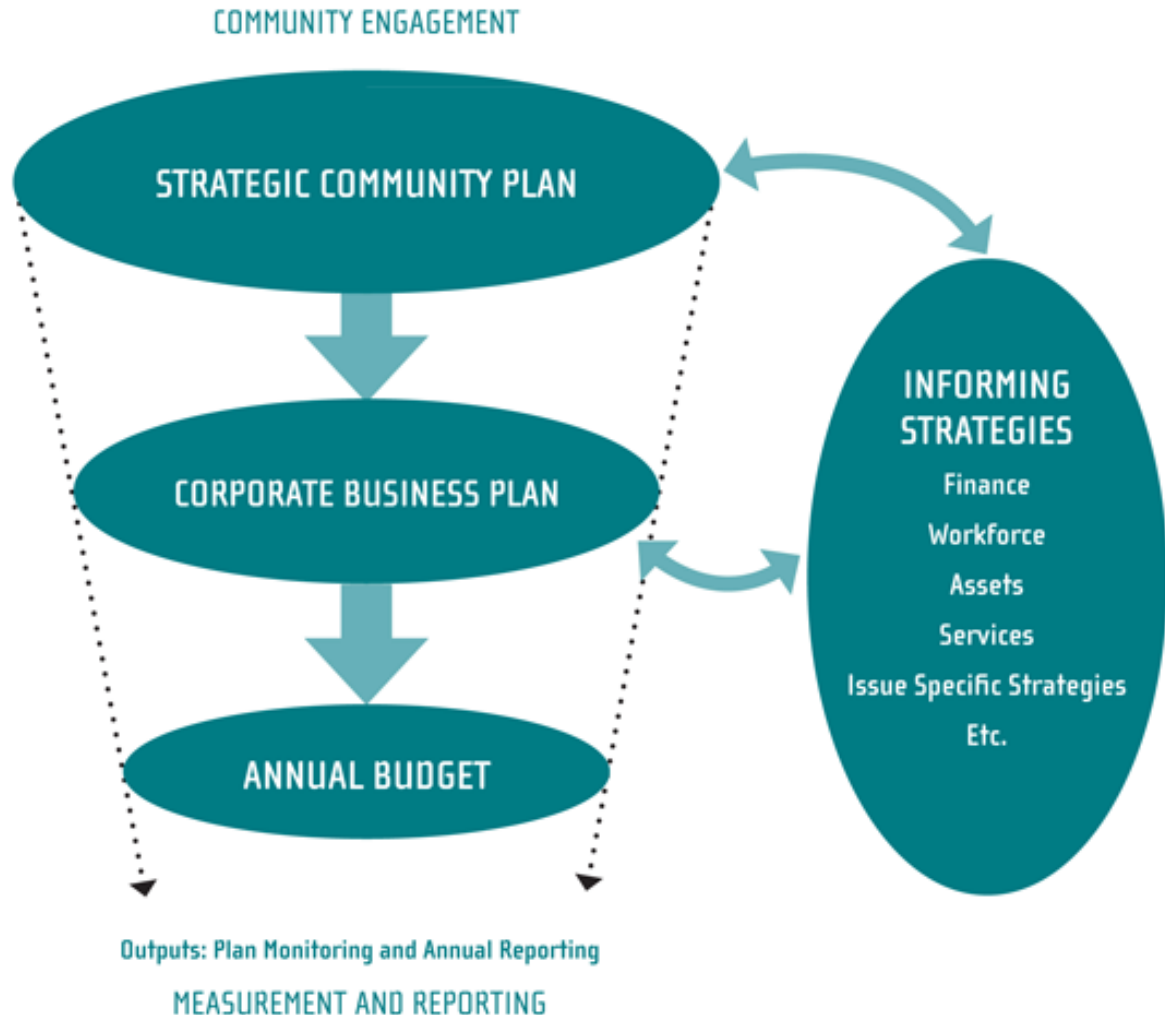 COMMUNITY ENGAGEMENT
STRATEGIC COMMUNITY PLAN
CORPORATE BUSINESS PLAN
ANNUAL BUDGET
INFORMING
STRATEGIES
Finance
Workforce
Assets
Services
Issue Specific Strategies
Etc.
Outputs: Plan Monitoring and Annual Reporting
MEASUREMENT AND REPORTING